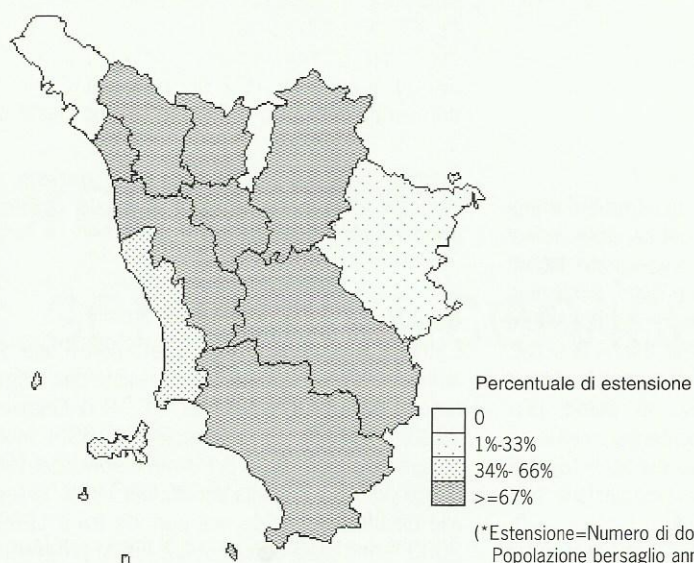 Percentuale di estensione
0
1%-33%
34%- 66%
>=67%
(*Estensione=Numero di do
Popolazione bersaglio ann